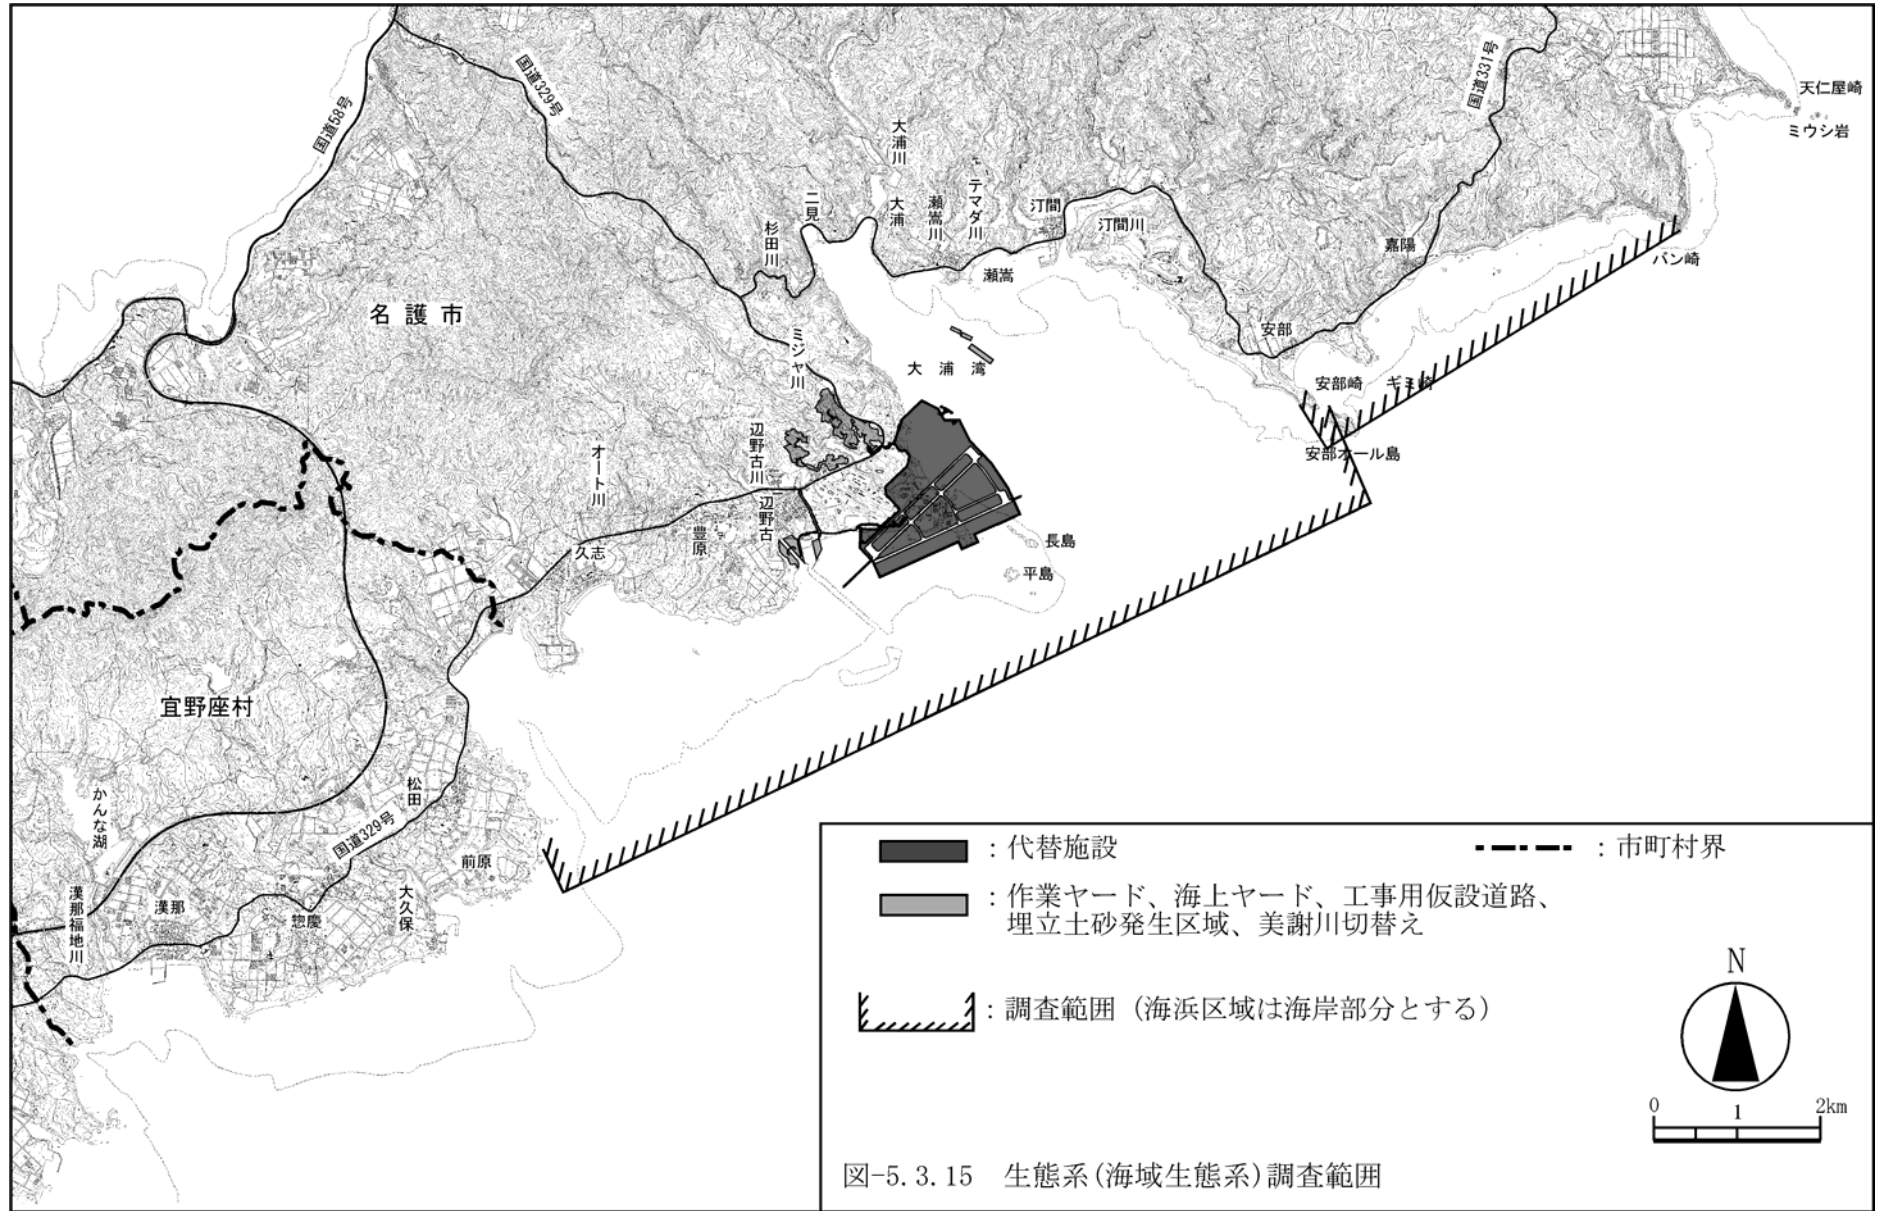 国道58号
国道329号
国道331号
天仁屋崎
ミウシ岩
大浦川
大浦
瀬嵩川
テマダ川
汀間
汀間川
二見
杉田川
瀬嵩
嘉陽
バン崎
名護市
ミジャ川
大浦湾
安部
安部崎
ギミ崎
安部オール島
辺野古川
辺野古
オートト川
豊原
久志
長島
平島
宜野座村
かんな湖
松田
国道329号
前原
大久保
漢那福地川
漢那
惣慶
：代替施設
：市町村界
：作業ヤード、海上ヤード、工事用仮設道路、
埋立土砂発生区域、美謝川切替え
：調査範囲（海浜区域は海岸部分とする）
N
0 1 2km
図-5.3.15 生態系(海域生態系)調査範囲